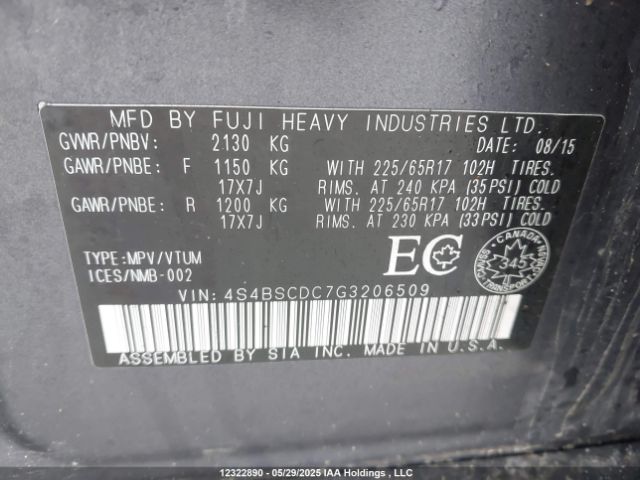 MFD BY FUJI HEAVY INDUSTRIES LTD.
GVWR/PNBV: 2130 KG DATE: 08/15
GAWR/PNBE: F 1150 KG WITH 225/65R17 102H TIRES.
17X7J RIMS. AT 240 KPA (35PSI) COLD
GAWR/PNBE: R 1200 KG WITH 225/65R17 102H TIRES.
17X7J RIMS. AT 230 KPA (33PSI) COLD
TYPE:MPV/VTUM
ICES/NMB-002
EC
CANADA
345
TRANSPORT
VIN: 4S4BSCDC7G3206509
ASSEMBLED BY SIA INC. MADE IN U.S.A.
12322890 - 05/29/2025 IAA Holdings, LLC